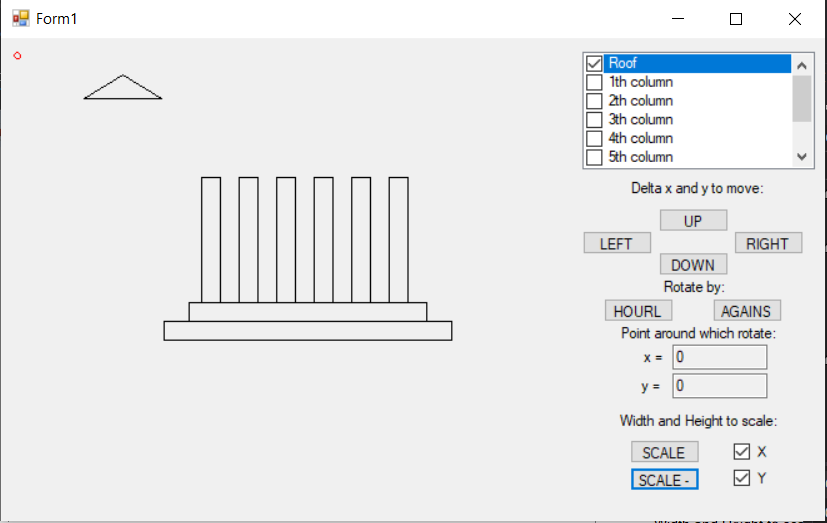 Form1
Roof
1th column
2th column
3th column
4th column
5th column
Delta x and y to move:
UP
LEFT
RIGHT
DOWN
Rotate by:
HOURL
AGAINS
Point around which rotate:
x = 0
y = 0
Width and Height to scale:
SCALE
X
SCALE -
Y